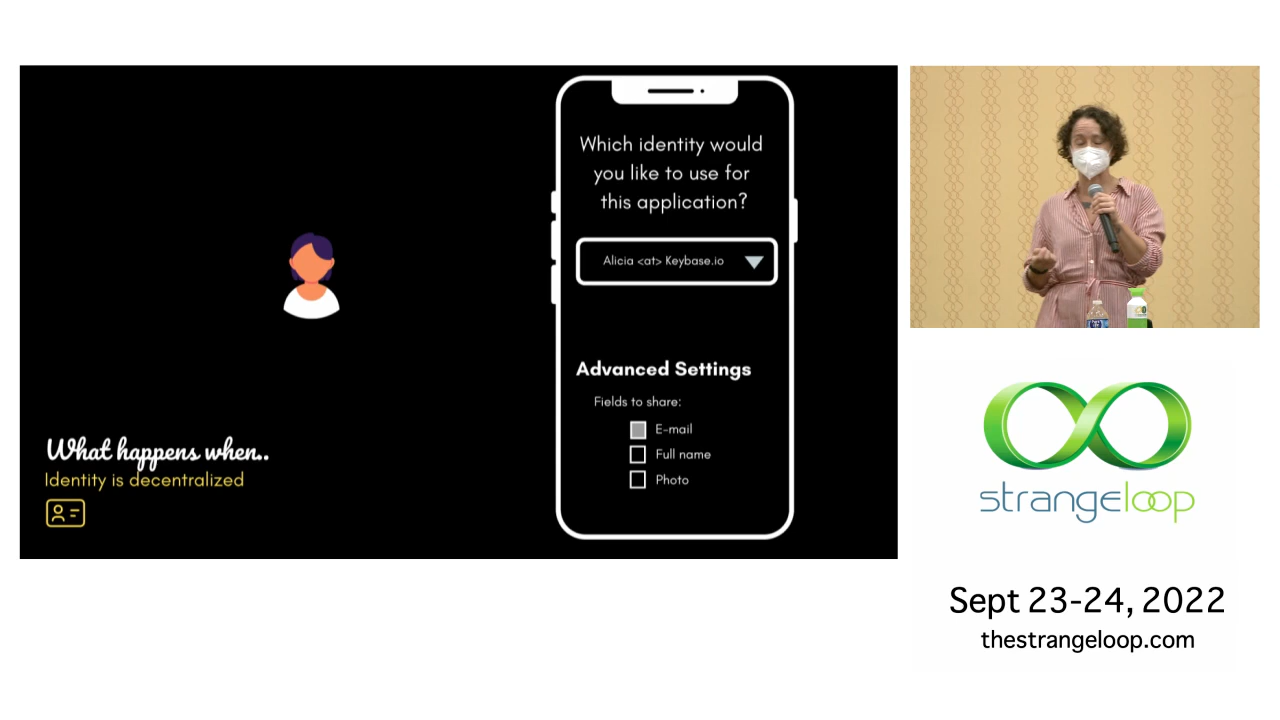 Which identity would
you like to use for
this application?
Alicia <at> Keybase.io
Advanced Settings
Fields to share:
E-mail
Full name
Photo
What happens when..
Identity is decentralized
strangeloop
Sept 23-24, 2022
thestrangeloop.com